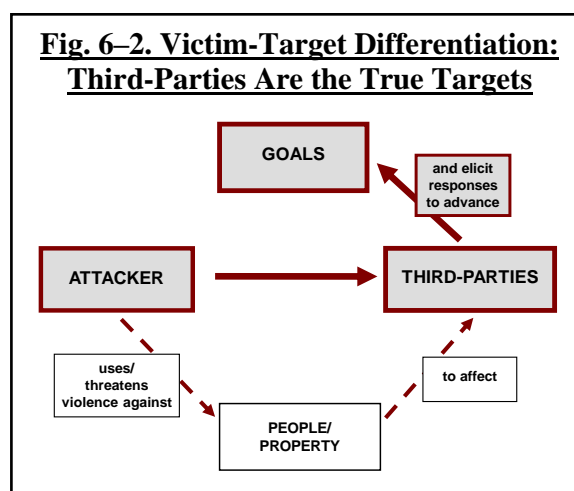 Fig. 6–2. Victim-Target Differentiation:
Third-Parties Are the True Targets
GOALS
and elicit
responses
to advance
ATTACKER
THIRD-PARTIES
uses/
threatens
violence against
to affect
PEOPLE/
PROPERTY